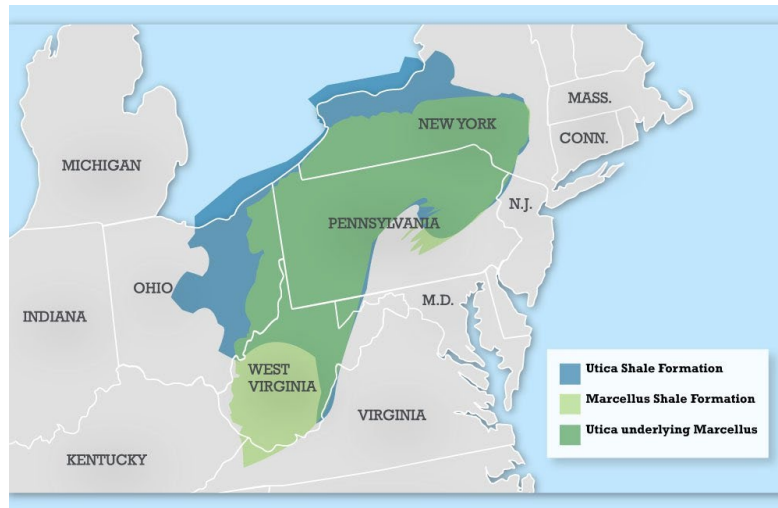 MASS.
NEW YORK
CONN.
MICHIGAN
N.J.
PENNSYLVANIA
OHIO
M.D.
INDIANA
WEST
VIRGINIA
VIRGINIA
KENTUCKY
Utica Shale Formation
Marcellus Shale Formation
Utica underlying Marcellus